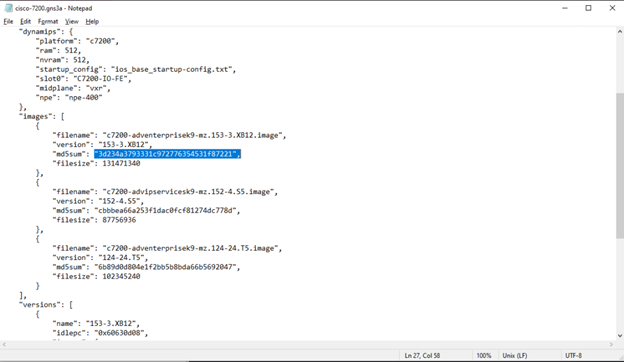 cisco-7200.gns3a - Notepad
File Edit Format View Help
"dynamips": {
"platform": "c7200",
"ram": 512,
"nvram": 512,
"startup_config": "ios_base_startup-config.txt",
"slot0": "C7200-IO-FE",
"midplane": "vxr",
"npe": "npe-400"
},
"images": [
{
"filename": "c7200-adventerprisek9-mz.153-3.XB12.image",
"version": "153-3.XB12",
"md5sum": "3d234a3793331c972776354531f87221",
"filesize": 131471340
},
{
"filename": "c7200-advipservicesk9-mz.152-4.S5.image",
"version": "152-4.S5",
"md5sum": "cbbbea66a253f1dac0fcf81274dc778d",
"filesize": 87756936
},
{
"filename": "c7200-adventerprisek9-mz.124-24.T5.image",
"version": "124-24.T5",
"md5sum": "6b89d0d804e1f2bb5b8bda66b5692047",
"filesize": 102345240
}
],
"versions": [
{
"name": "153-3.XB12",
"idlepc": "0x60630d08",
Ln 27, Col 58 100% Unix (LF) UTF-8